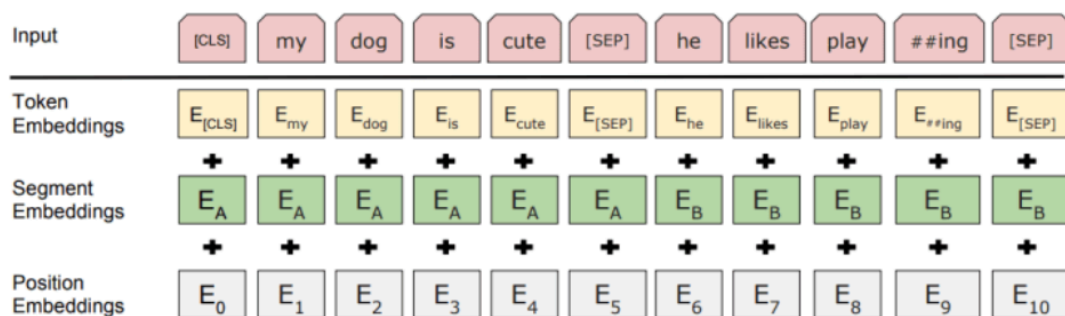 Input [CLS] my dog is cute [SEP] he likes play ##ing [SEP]
Token
Embeddings E[CLS] Emy Edog Eis Ecute E[SEP] Ehe Elikes Eplay E##ing E[SEP]
+ + + + + + + + + + +
Segment
Embeddings EA EA EA EA EA EA EB EB EB EB EB
+ + + + + + + + + + +
Position
Embeddings E0 E1 E2 E3 E4 E5 E6 E7 E8 E9 E10